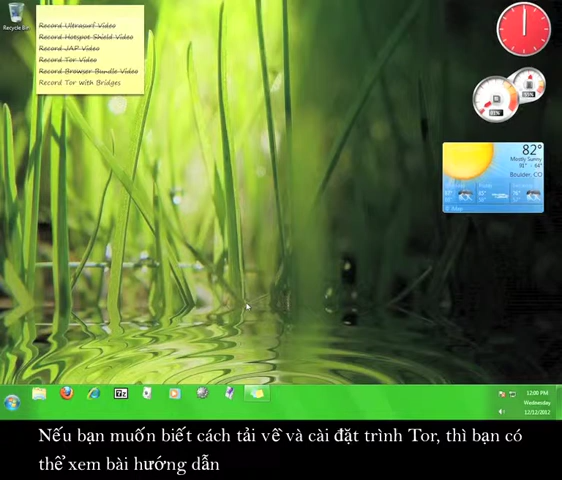 Recycle Bin
Record Ultrasurf Video
Record Hotspot Shield Video
Record JAP Video
Record Tor Video
Record Browser Bundle Video
Record Tor with Bridges
82°
Mostly Sunny
Boulder, CO
12:00 PM
Wednesday
12/12/2012
Nếu bạn muốn biết cách tải về và cài đặt trình Tor, thì bạn có
thể xem bài hướng dẫn